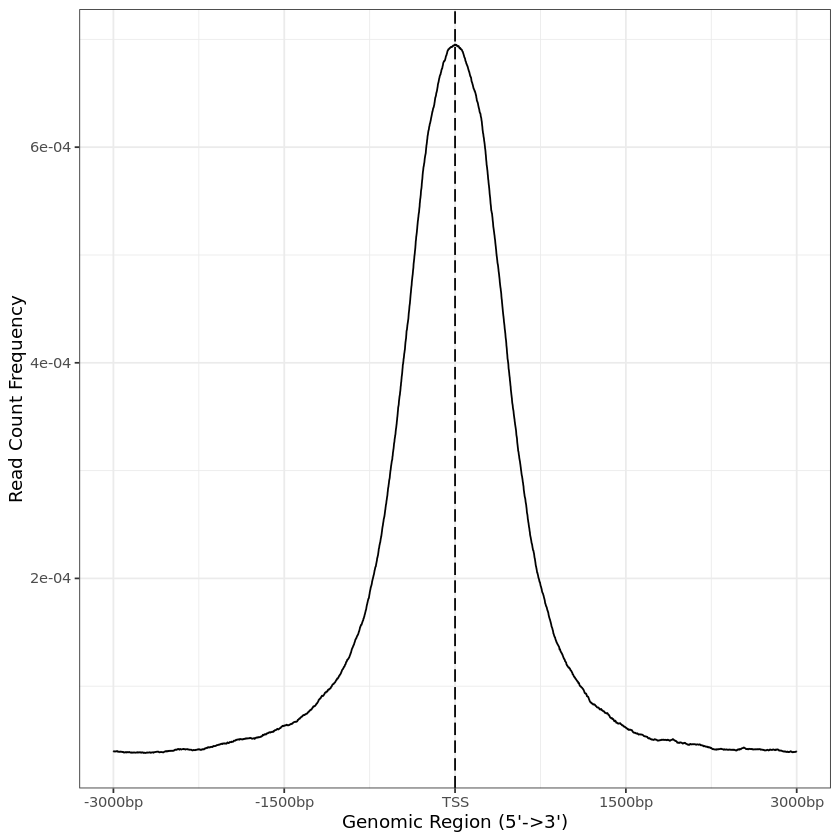 Read Count Frequency
6e-04
4e-04
2e-04
-3000bp
-1500bp
TSS
1500bp
3000bp
Genomic Region (5'->3')